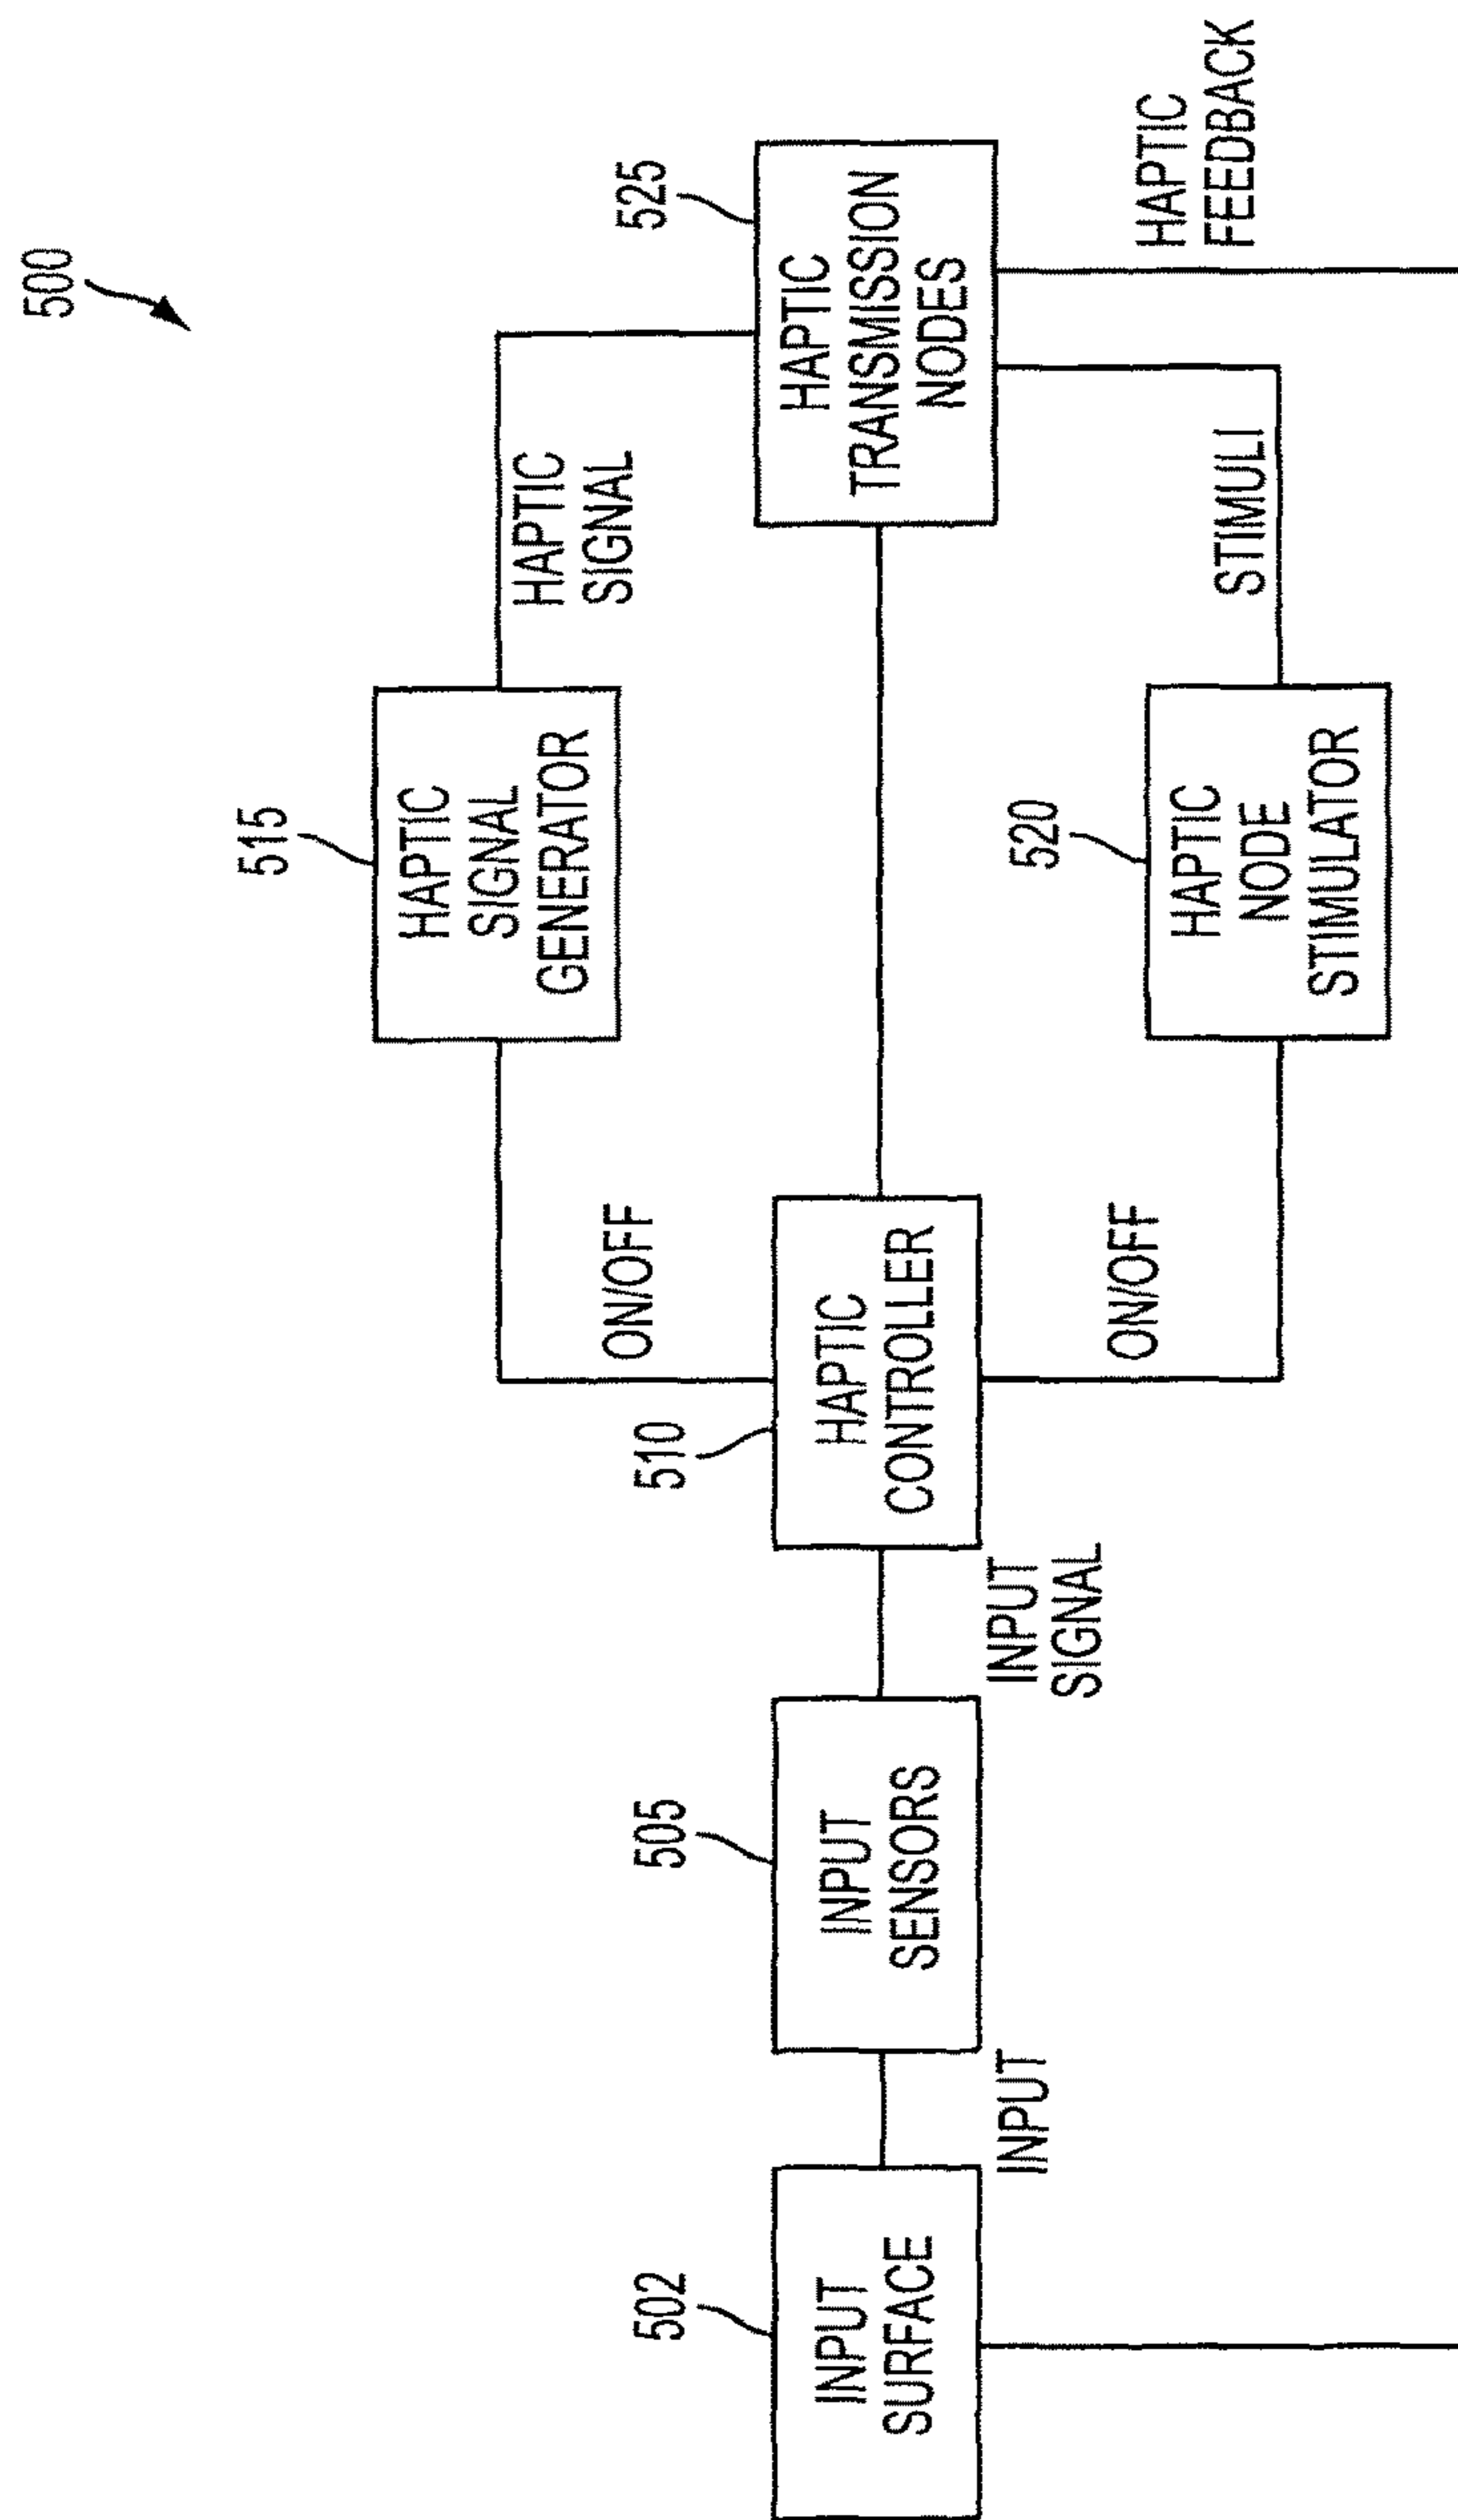 500
502
INPUT
SURFACE
INPUT
505
INPUT
SENSORS
INPUT
SIGNAL
510
HAPTIC
CONTROLLER
ON/OFF
ON/OFF
515
HAPTIC
SIGNAL
GENERATOR
HAPTIC
SIGNAL
520
HAPTIC
NODE
STIMULATOR
STIMULI
525
HAPTIC
TRANSMISSION
NODES
HAPTIC
FEEDBACK